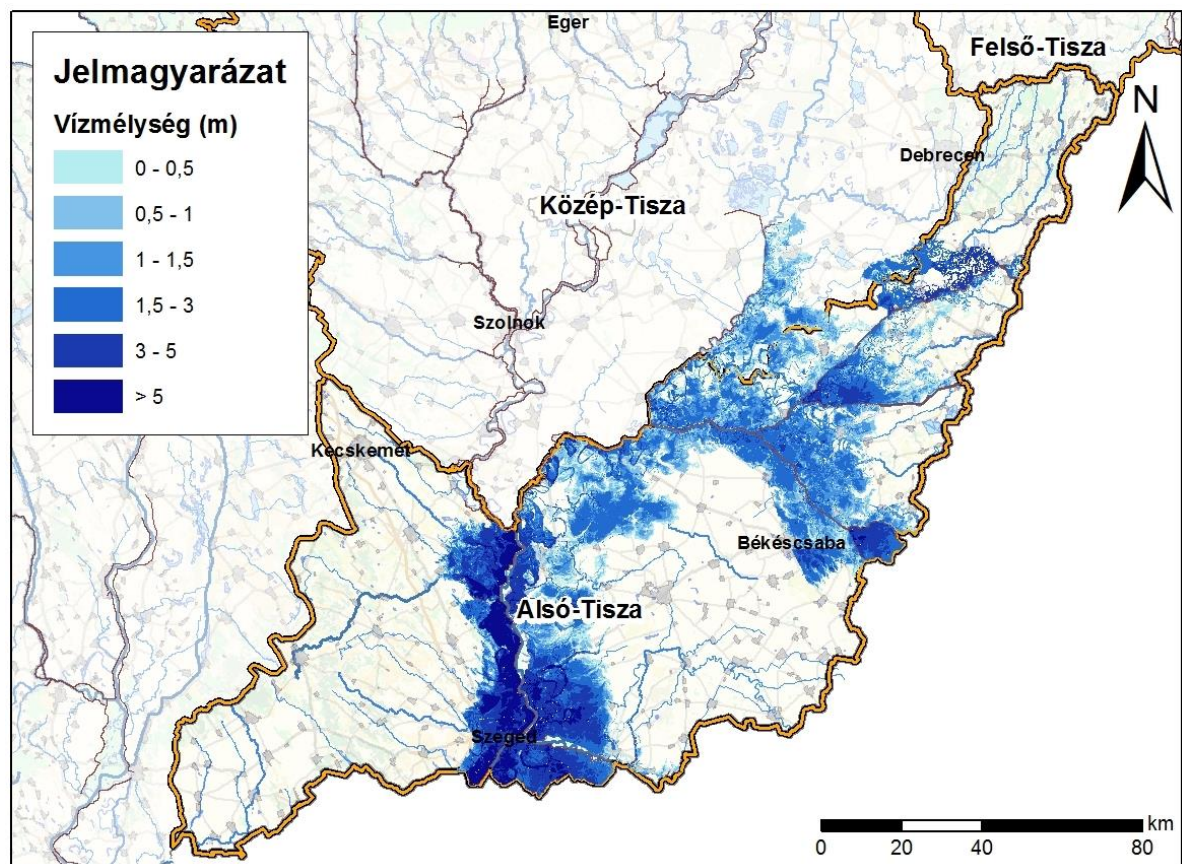 Jelmagyarázat
Vízmélység (m)
0 - 0,5
0,5 - 1
1 - 1,5
1,5 - 3
3 - 5
> 5
Eger
Felső-Tisza
N
Debrecen
Közép-Tisza
Szolnok
Kecskemét
Békéscsaba
Alsó-Tisza
Szeged
km
0 20 40 80